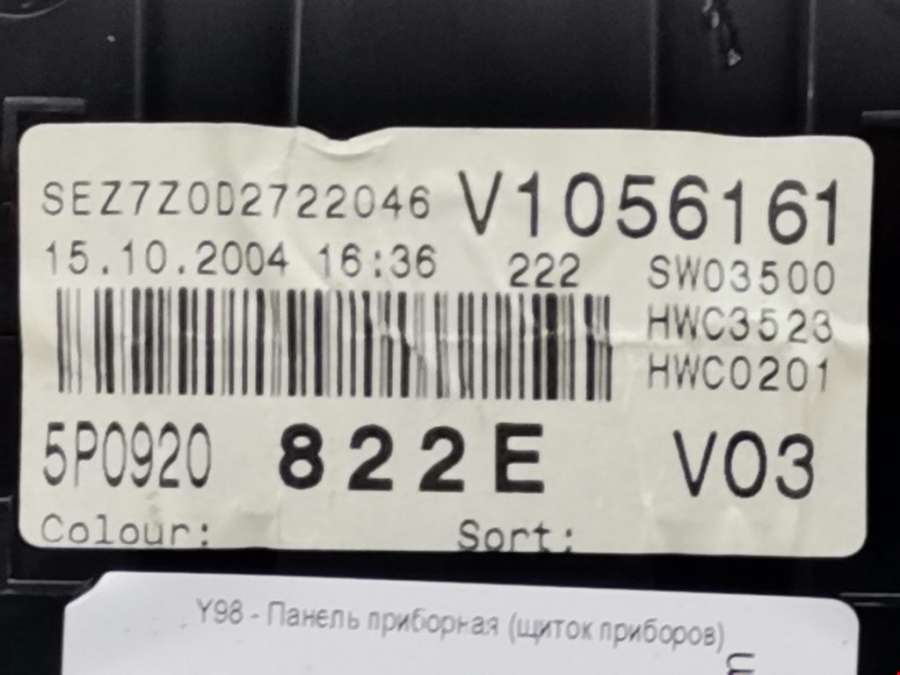 SEZ7Z0D2722046 V1056161
15.10.2004 16:36 222 SW03500
HWC3523
HWC0201
5P0920 822E V03
Colour: Sort:
Y98 - Панель приборная (щиток приборов)